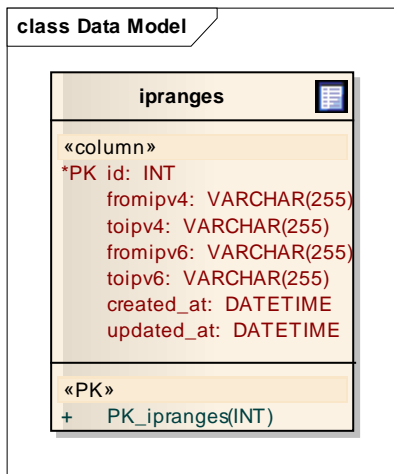 class Data Model
ipranges
«column»
*PK id: INT
fromipv4: VARCHAR(255)
toipv4: VARCHAR(255)
fromipv6: VARCHAR(255)
toipv6: VARCHAR(255)
created_at: DATETIME
updated_at: DATETIME
«PK»
+ PK_ipranges(INT)